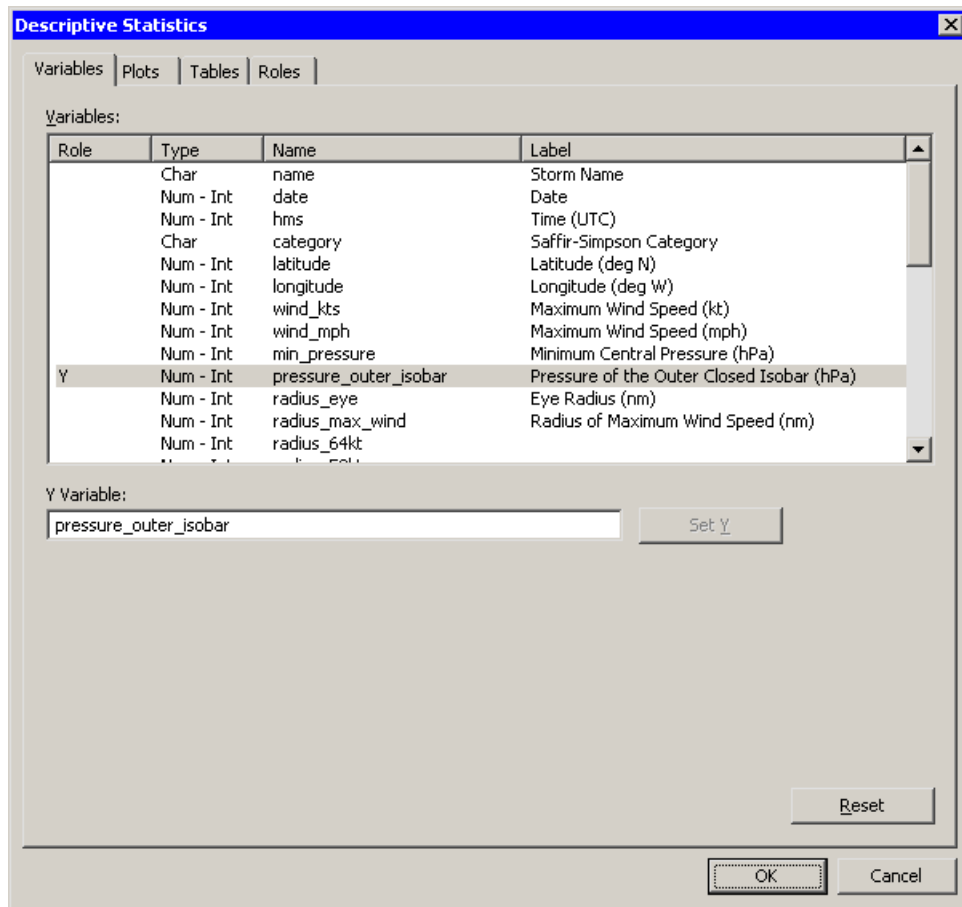 Descriptive Statistics
Variables Plots Tables Roles
Variables:
Role Type Name Label
Char name Storm Name
Num - Int date Date
Num - Int hms Time (UTC)
Char category Saffir-Simpson Category
Num - Int latitude Latitude (deg N)
Num - Int longitude Longitude (deg W)
Num - Int wind_kts Maximum Wind Speed (kt)
Num - Int wind_mph Maximum Wind Speed (mph)
Num - Int min_pressure Minimum Central Pressure (hPa)
Y Num - Int pressure_outer_isobar Pressure of the Outer Closed Isobar (hPa)
Num - Int radius_eye Eye Radius (nm)
Num - Int radius_max_wind Radius of Maximum Wind Speed (nm)
Num - Int radius_64kt
Y Variable:
pressure_outer_isobar Set Y
Reset
OK Cancel